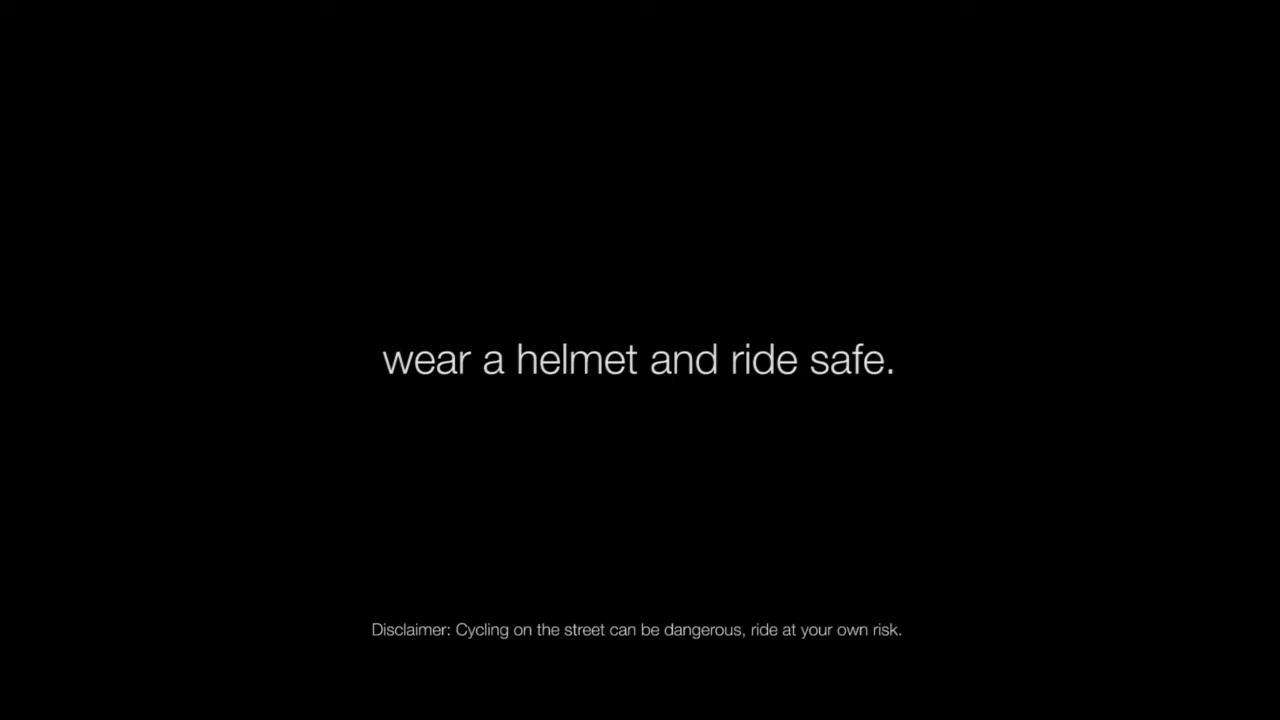 wear a helmet and ride safe.
Disclaimer: Cycling on the street can be dangerous, ride at your own risk.